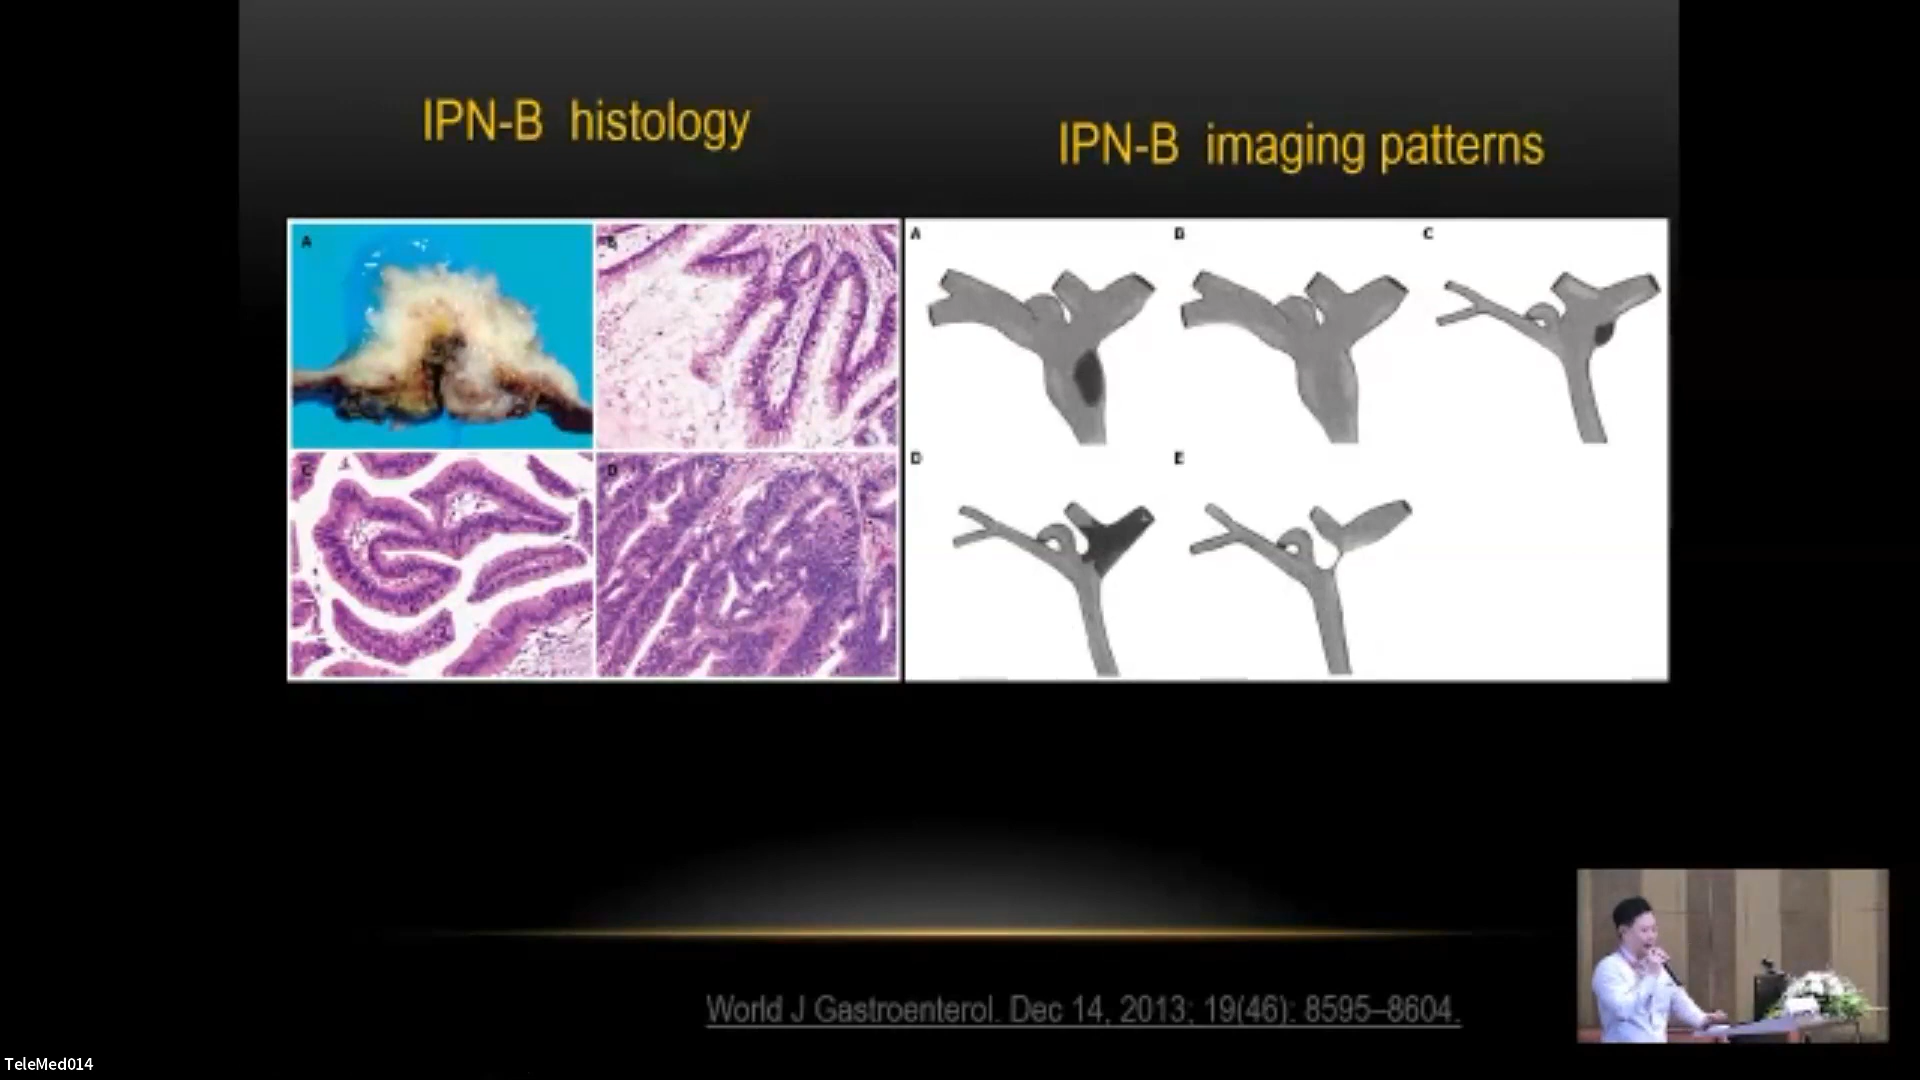 IPN-B histology
IPN-B imaging patterns
A
B
C
D
A
B
C
D
E
World J Gastroenterol. Dec 14, 2013; 19(46): 8595–8604.
TeleMed014